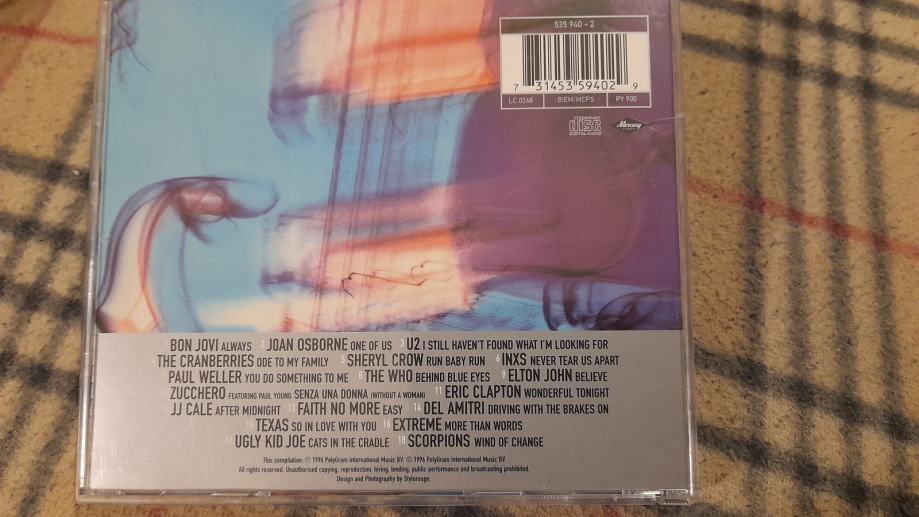 535 940 - 2
7 31453 59402 9
LC 0268 BIEM/MCPS PY 900
COMPACT disc DIGITAL AUDIO Mercury
1 BON JOVI ALWAYS 2 JOAN OSBORNE ONE OF US 3 U2 I STILL HAVEN'T FOUND WHAT I'M LOOKING FOR
THE CRANBERRIES ODE TO MY FAMILY 5 SHERYL CROW RUN BABY RUN 6 INXS NEVER TEAR US APART
PAUL WELLER YOU DO SOMETHING TO ME 8 THE WHO BEHIND BLUE EYES 9 ELTON JOHN BELIEVE
ZUCCHERO FEATURING PAUL YOUNG SENZA UNA DONNA (WITHOUT A WOMAN) 11 ERIC CLAPTON WONDERFUL TONIGHT
JJ CALE AFTER MIDNIGHT 13 FAITH NO MORE EASY 14 DEL AMITRI DRIVING WITH THE BRAKES ON
15 TEXAS SO IN LOVE WITH YOU 16 EXTREME MORE THAN WORDS
UGLY KID JOE CATS IN THE CRADLE 18 SCORPIONS WIND OF CHANGE
This compilation: ℗ 1996 PolyGram International Music BV © 1996 PolyGram International Music BV
All rights reserved. Unauthorised copying, reproduction, hiring, lending, public performance and broadcasting prohibited.
Design and Photography by Stylorouge.